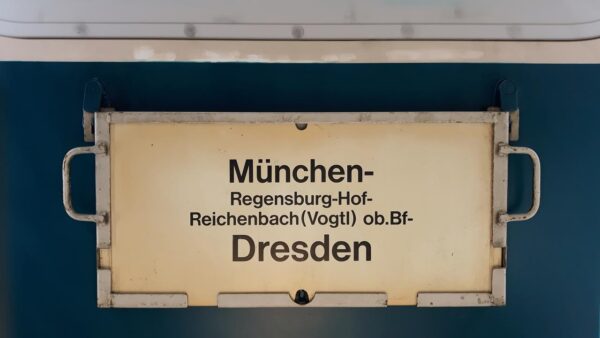 München-
Regensburg-Hof-
Reichenbach(Vogtl) ob.Bf-
Dresden